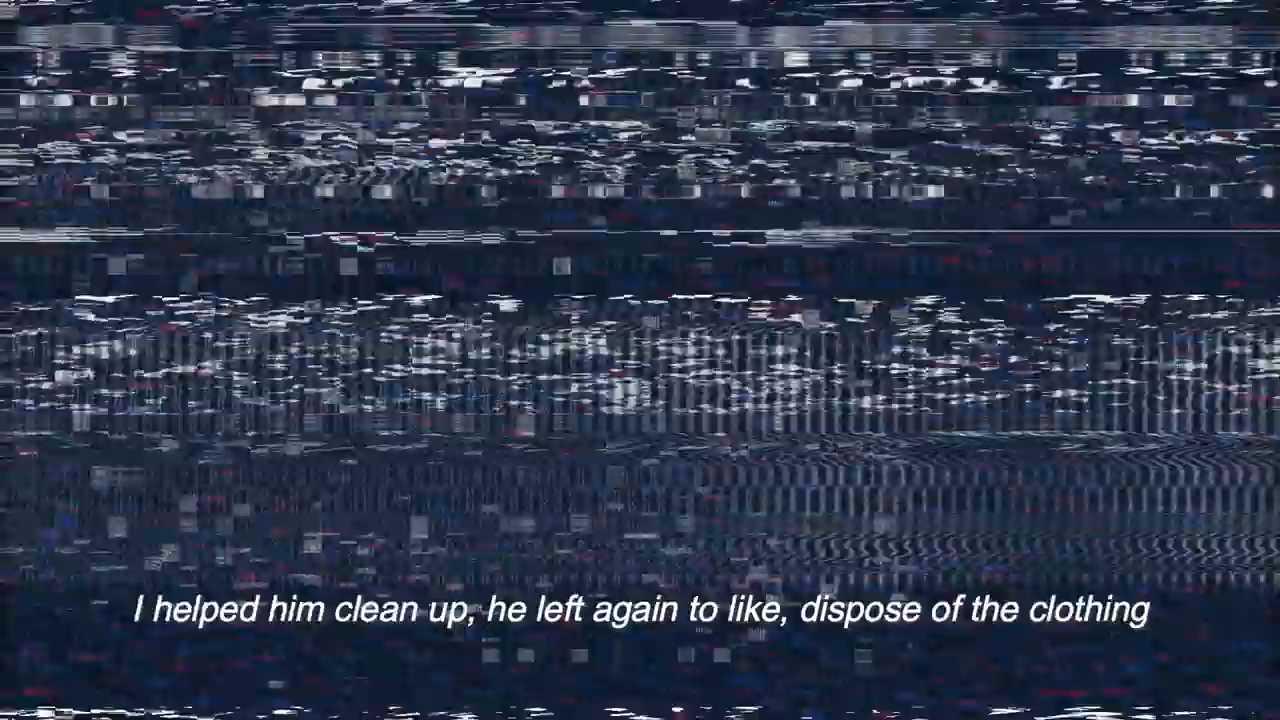 I helped him clean up, he left again to like, dispose of the clothing